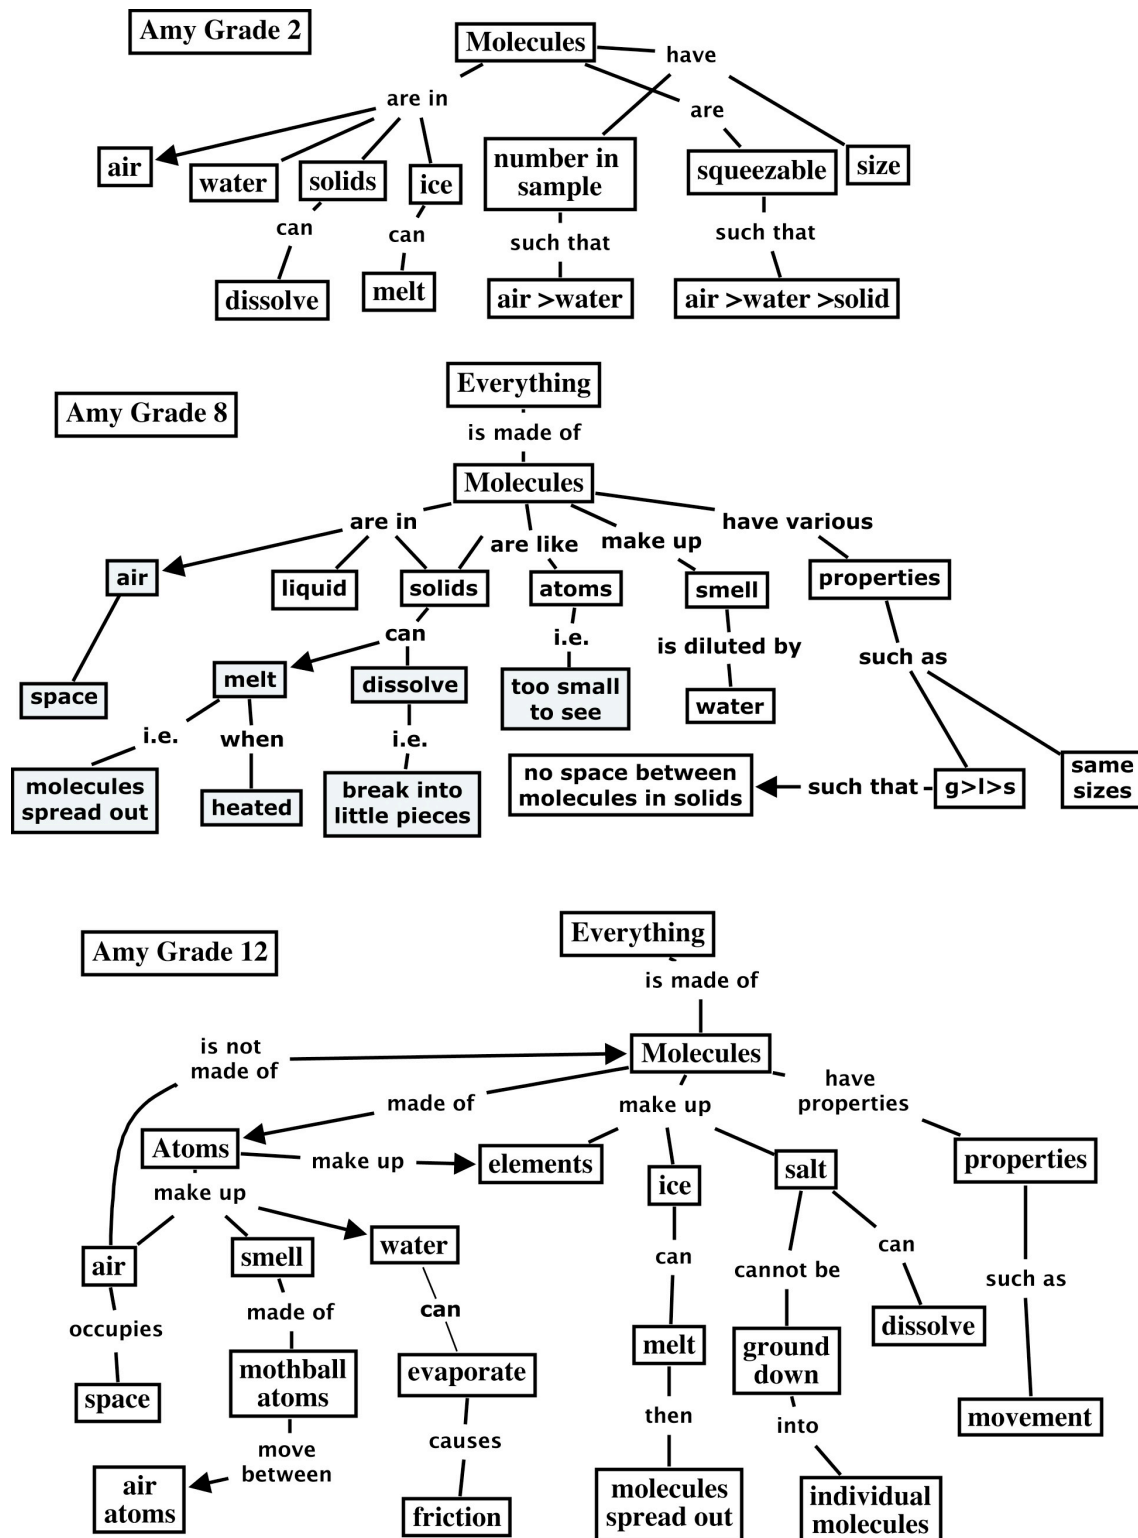 Amy Grade 2
Molecules
have
are in
are
air
water
solids
ice
number in
sample
squeezable
size
can
can
such that
such that
dissolve
melt
air >water
air >water >solid
Amy Grade 8
Everything
is made of
Molecules
are in
are like
make up
have various
air
liquid
solids
atoms
smell
properties
can
i.e.
is diluted by
such as
space
melt
dissolve
too small
to see
water
i.e.
when
i.e.
molecules
spread out
heated
break into
little pieces
no space between
molecules in solids
such that
g>l>s
same
sizes
Amy Grade 12
Everything
is made of
is not
made of
Molecules
made of
make up
have
properties
Atoms
make up
elements
ice
salt
properties
make up
air
smell
water
can
cannot be
can
such as
occupies
made of
can
melt
ground
down
dissolve
space
mothball
atoms
evaporate
then
into
movement
move
between
causes
air
atoms
friction
molecules
spread out
individual
molecules